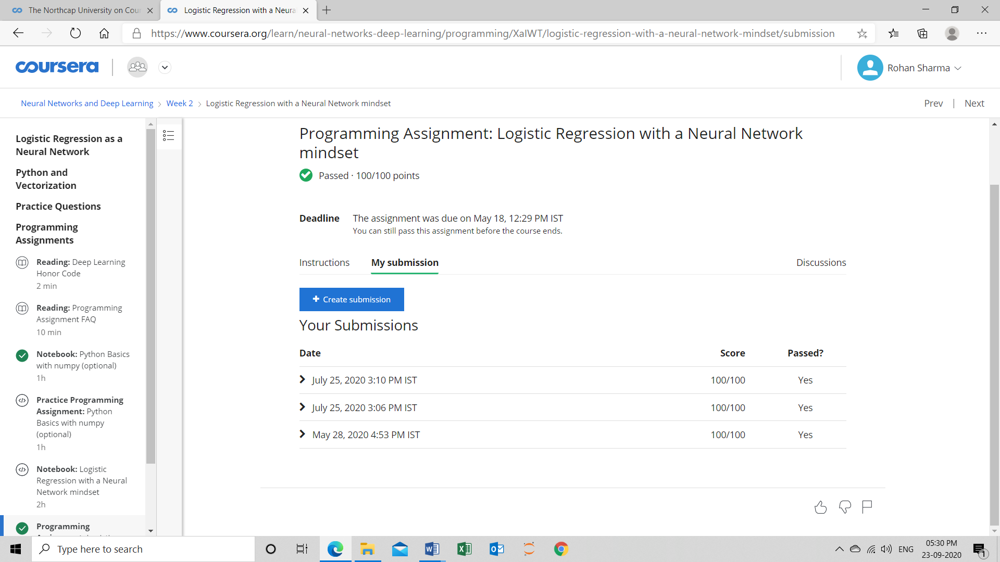 The Northcap University on Cour
Logistic Regression with a Neura
https://www.coursera.org/learn/neural-networks-deep-learning/programming/XaIWT/logistic-regression-with-a-neural-network-mindset/submission
coursera
Rohan Sharma
Neural Networks and Deep Learning > Week 2 > Logistic Regression with a Neural Network mindset
Prev | Next
Logistic Regression as a
Neural Network
Python and
Vectorization
Practice Questions
Programming
Assignments
Reading: Deep Learning
Honor Code
2 min
Reading: Programming
Assignment FAQ
10 min
Notebook: Python Basics
with numpy (optional)
1h
Practice Programming
Assignment: Python
Basics with numpy
(optional)
1h
Notebook: Logistic
Regression with a Neural
Network mindset
2h
Programming
Programming Assignment: Logistic Regression with a Neural Network
mindset
Passed · 100/100 points
Deadline The assignment was due on May 18, 12:29 PM IST
You can still pass this assignment before the course ends.
Instructions My submission Discussions
+ Create submission
Your Submissions
Date Score Passed?
July 25, 2020 3:10 PM IST 100/100 Yes
July 25, 2020 3:06 PM IST 100/100 Yes
May 28, 2020 4:53 PM IST 100/100 Yes
Type here to search
ENG
05:30 PM
23-09-2020
1